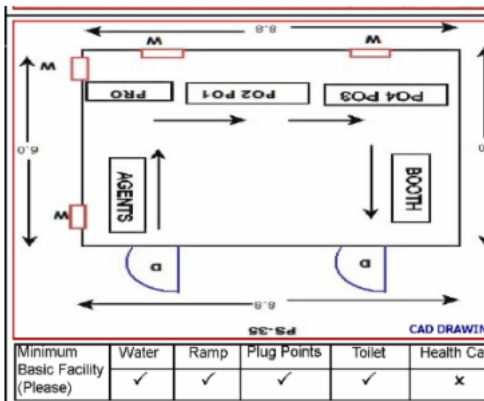 8.8
W W
W
PRO PO2 PO1 PO4 PO3
6.0
AGENTS BOOTH
W
D D
8.8
PS-35 CAD DRAWIN
Minimum Basic Facility (Please) Water Ramp Plug Points Toilet Health Ca
✓ ✓ ✓ ✓ x